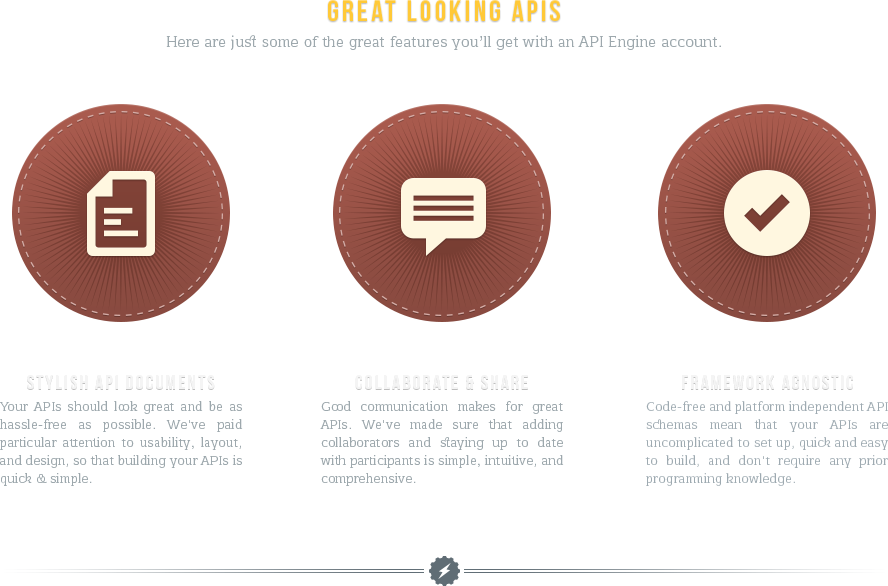 GREAT LOOKING APIS
Here are just some of the great features you'll get with an API Engine account.
STYLISH API DOCUMENTS
Your APIs should look great and be as
hassle-free as possible. We've paid
particular attention to usability, layout,
and design, so that building your APIs is
quick & simple.
COLLABORATE & SHARE
Good communication makes for great
APIs. We've made sure that adding
collaborators and staying up to date
with participants is simple, intuitive, and
comprehensive.
FRAMEWORK AGNOSTIC
Code-free and platform independent API
schemas mean that your APIs are
uncomplicated to set up, quick and easy
to build, and don't require any prior
programming knowledge.